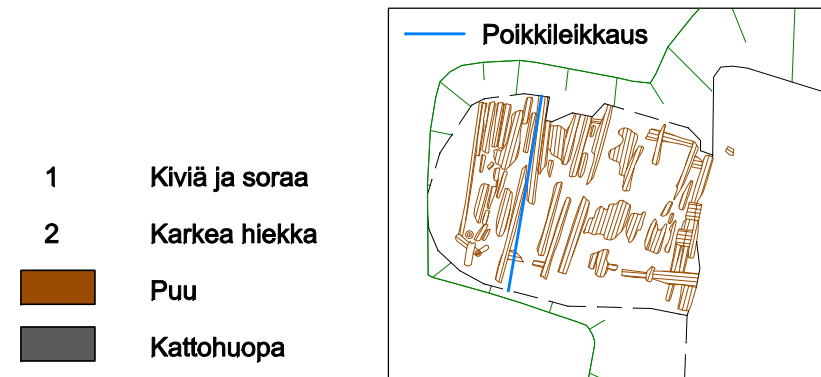 Poikkileikkaus
1 Kiviä ja soraa
2 Karkea hiekka
Puu
Kattohuopa